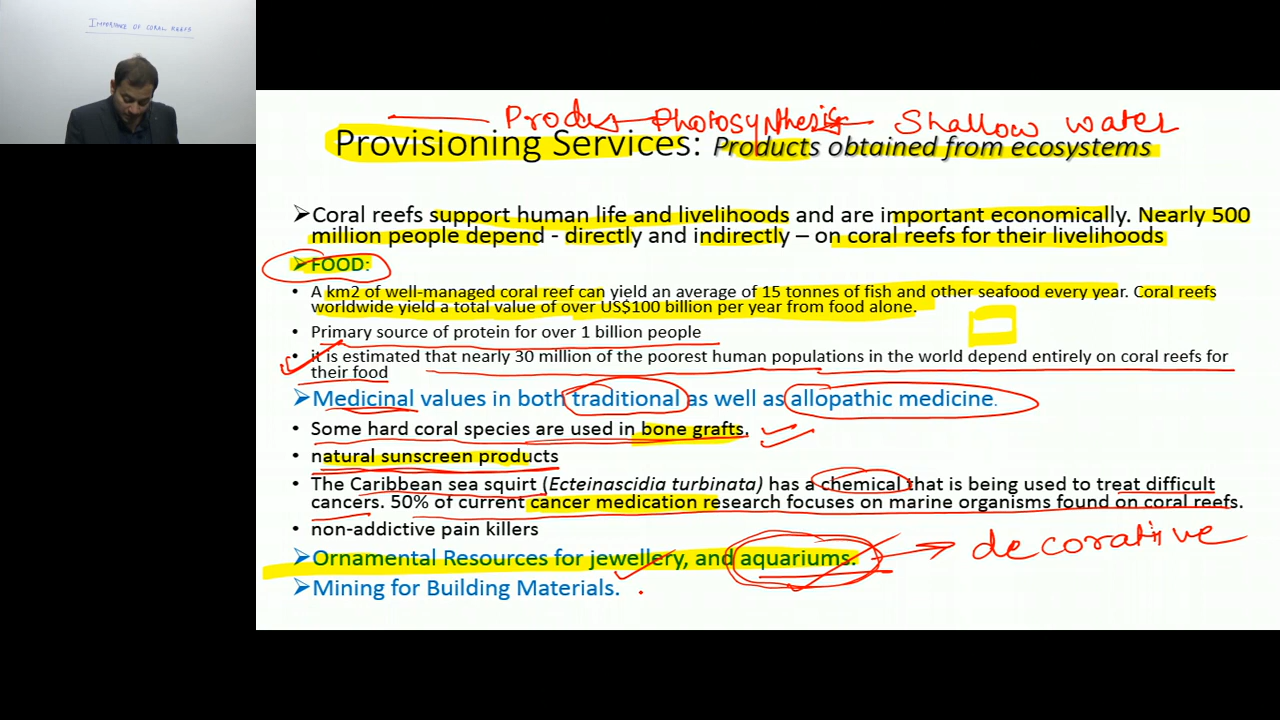 IMPORTANCE OF CORAL REEFS
Photosynthesis Shallow water
Provisioning Services: Products obtained from ecosystems
➢Coral reefs support human life and livelihoods and are important economically. Nearly 500
million people depend - directly and indirectly – on coral reefs for their livelihoods
➢FOOD:
• A km2 of well-managed coral reef can yield an average of 15 tonnes of fish and other seafood every year. Coral reefs
worldwide yield a total value of over US$100 billion per year from food alone.
• Primary source of protein for over 1 billion people
• it is estimated that nearly 30 million of the poorest human populations in the world depend entirely on coral reefs for
their food
➢Medicinal values in both traditional as well as allopathic medicine.
• Some hard coral species are used in bone grafts.
• natural sunscreen products
• The Caribbean sea squirt (Ecteinascidia turbinata) has a chemical that is being used to treat difficult
cancers. 50% of current cancer medication research focuses on marine organisms found on coral reefs.
• non-addictive pain killers
➢Ornamental Resources for jewellery, and aquariums. decorative
➢Mining for Building Materials.